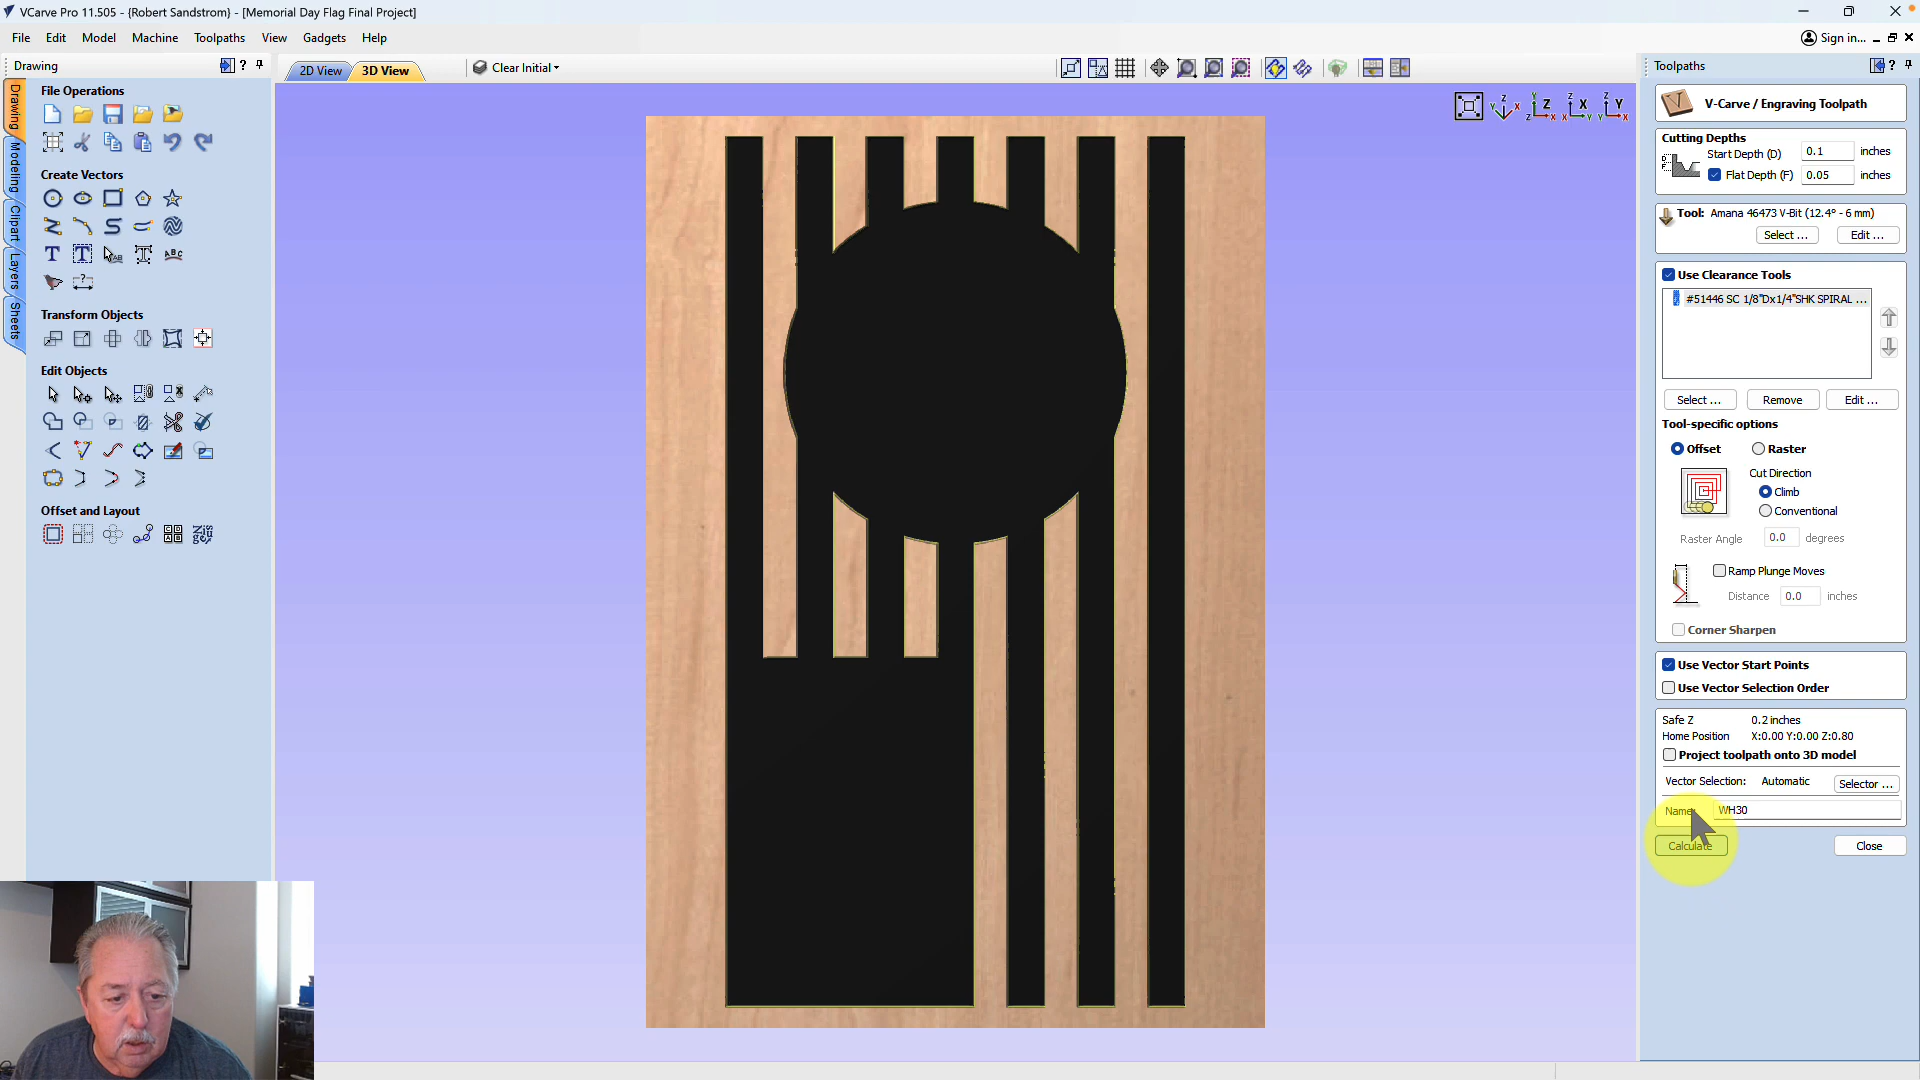 VCarve Pro 11.505 - {Robert Sandstrom} - [Memorial Day Flag Final Project]
File Edit Model Machine Toolpaths View Gadgets Help
Sign in...
Drawing
2D View
3D View
Clear Initial
Toolpaths
Drawing
Modeling
Clipart
Layers
Sheets
File Operations
Create Vectors
Transform Objects
Edit Objects
Offset and Layout
V-Carve / Engraving Toolpath
Cutting Depths
Start Depth (D) 0.1 inches
Flat Depth (F) 0.05 inches
Tool: Amana 46473 V-Bit (12.4° - 6 mm)
Select ... Edit ...
Use Clearance Tools
#51446 SC 1/8"Dx1/4"SHK SPIRAL ...
Select ... Remove Edit ...
Tool-specific options
Offset Raster
Cut Direction
Climb
Conventional
Raster Angle 0.0 degrees
Ramp Plunge Moves
Distance 0.0 inches
Corner Sharpen
Use Vector Start Points
Use Vector Selection Order
Safe Z 0.2 inches
Home Position X:0.00 Y:0.00 Z:0.80
Project toolpath onto 3D model
Vector Selection: Automatic Selector ...
Name: WH30
Calculate Close